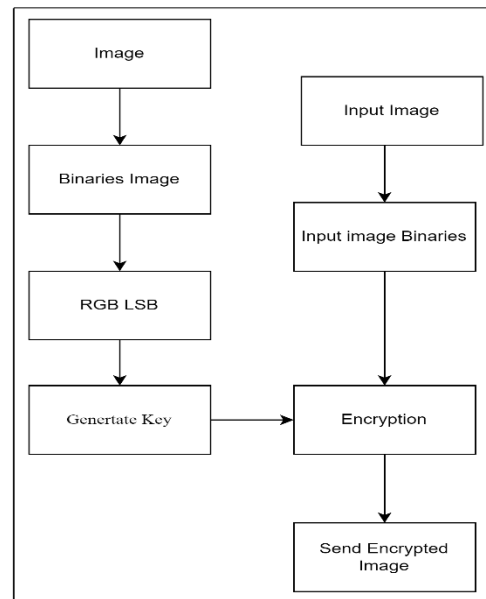 Image
Binaries Image
RGB LSB
Genertate Key
Input Image
Input image Binaries
Encryption
Send Encrypted
Image